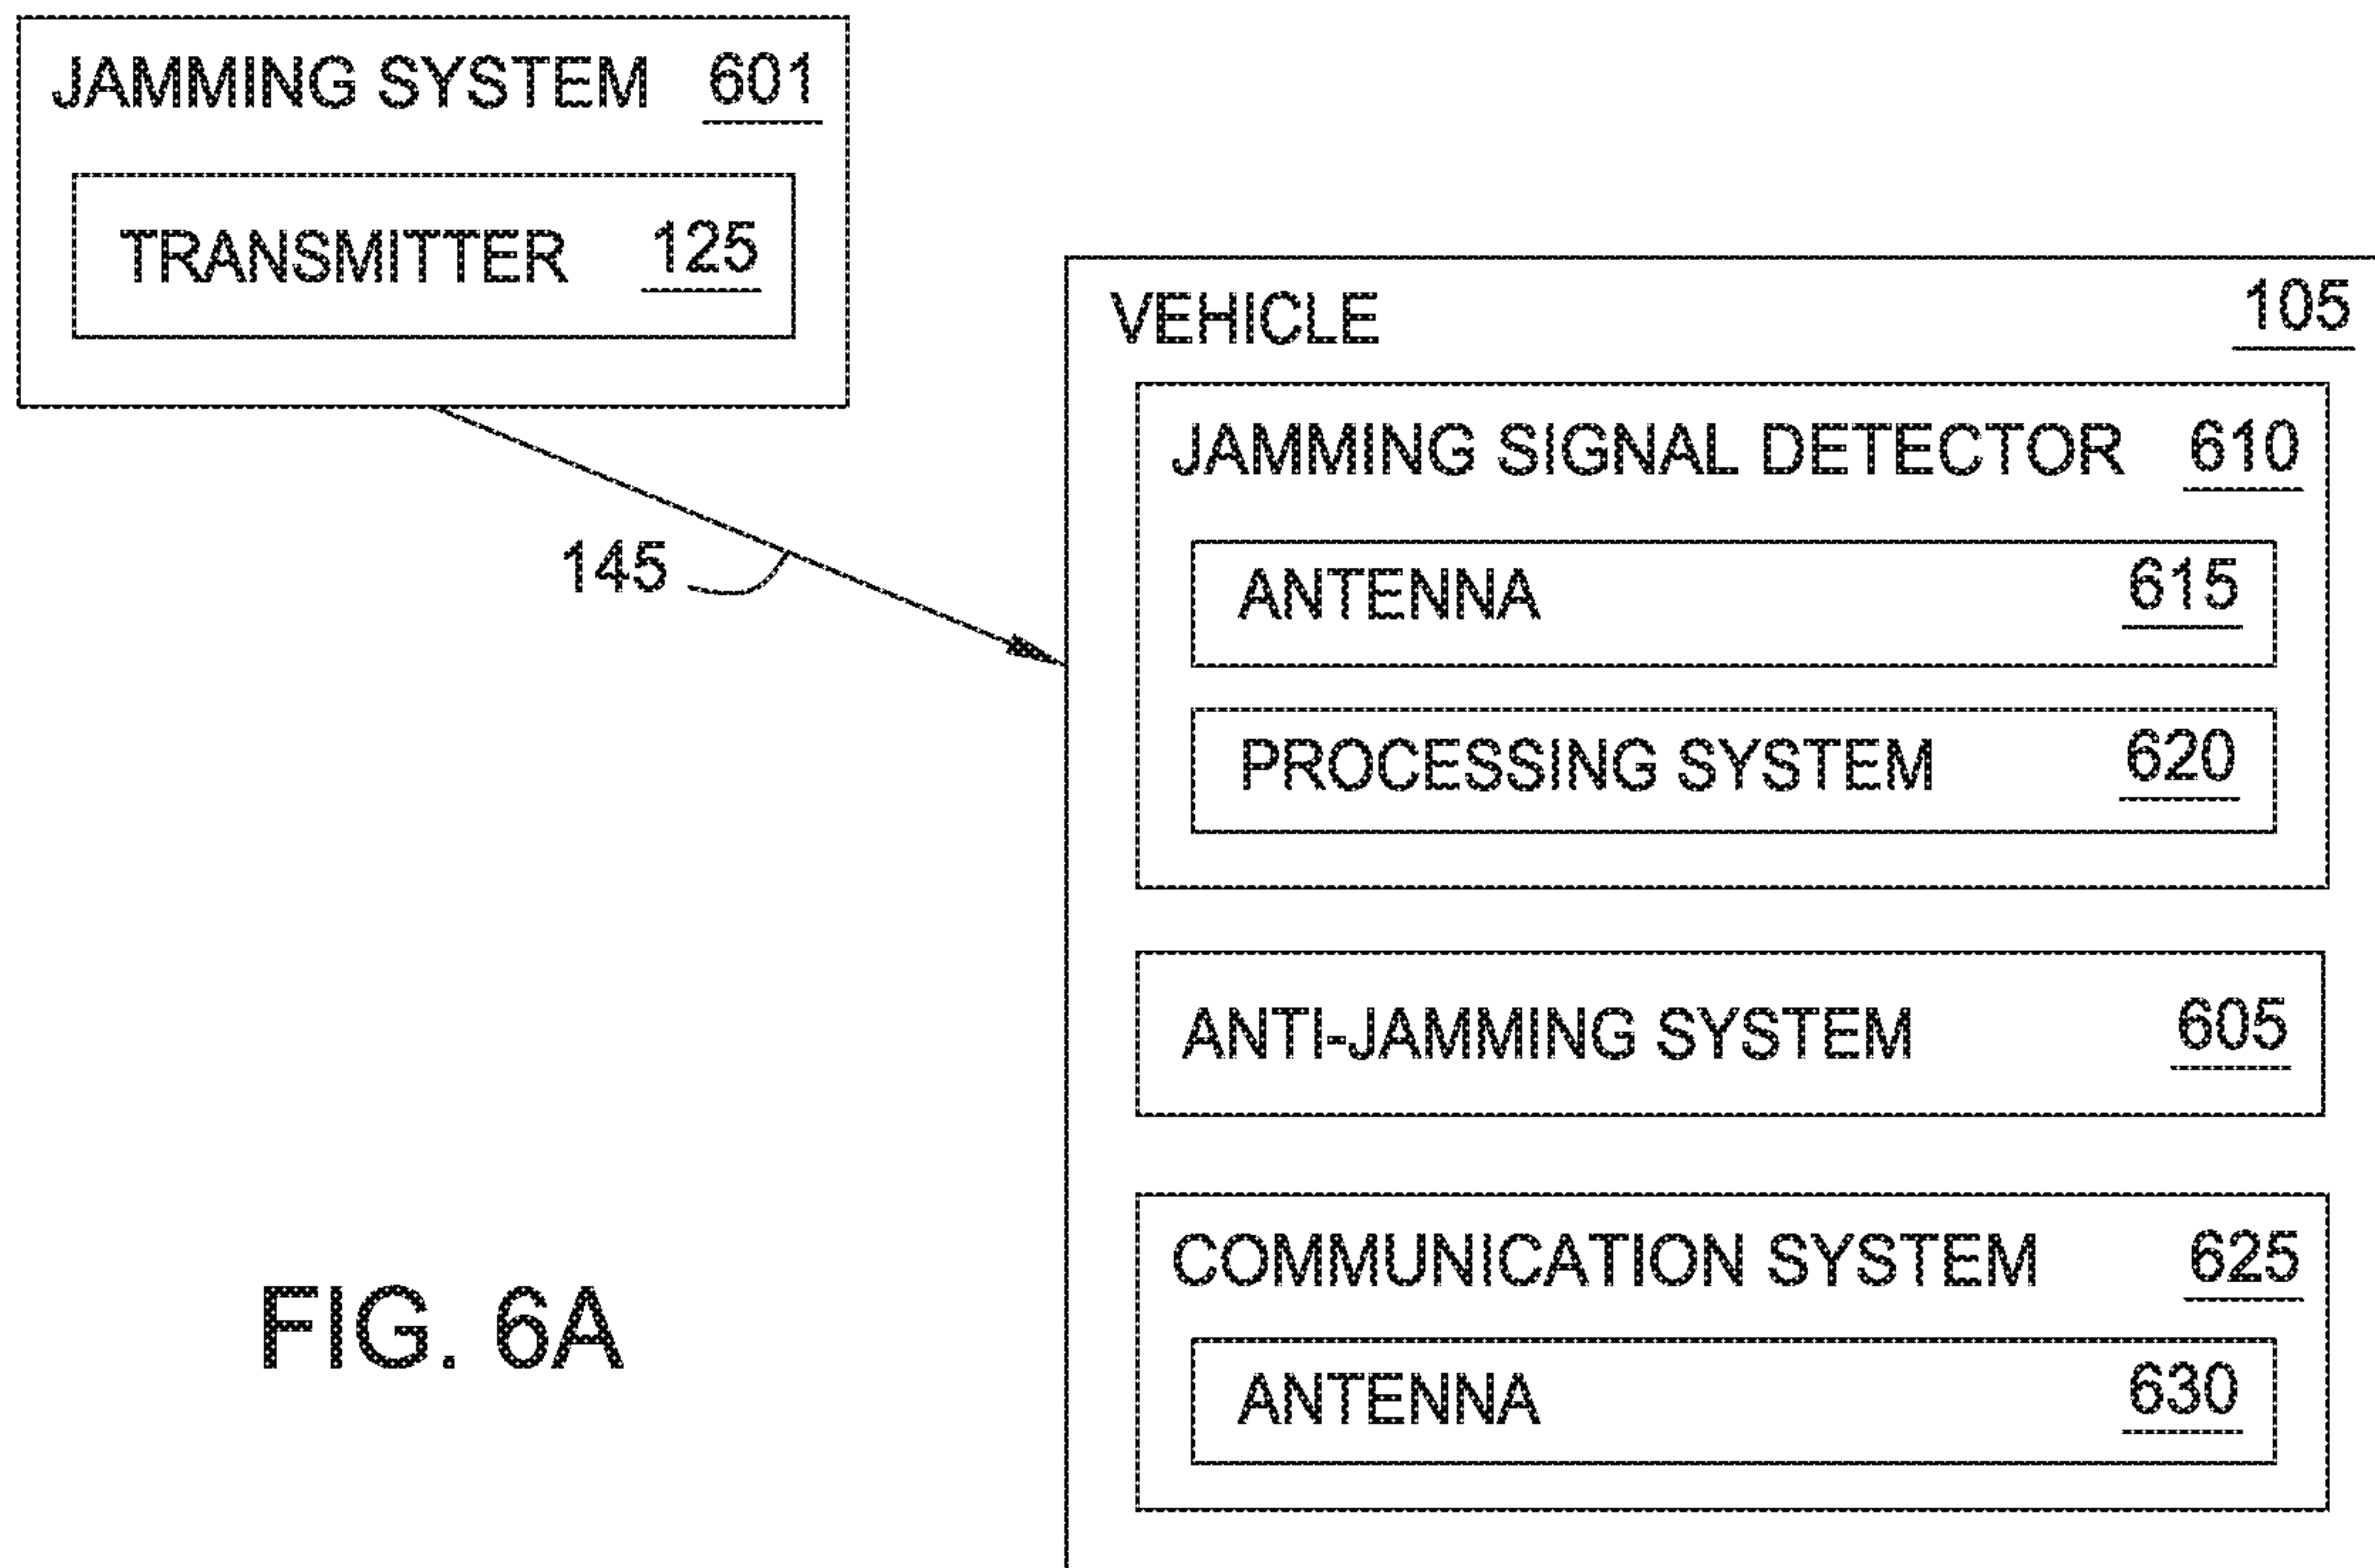 JAMMING SYSTEM 601
TRANSMITTER 125
145
VEHICLE 105
JAMMING SIGNAL DETECTOR 610
ANTENNA 615
PROCESSING SYSTEM 620
ANTI-JAMMING SYSTEM 605
COMMUNICATION SYSTEM 625
ANTENNA 630
FIG. 6A